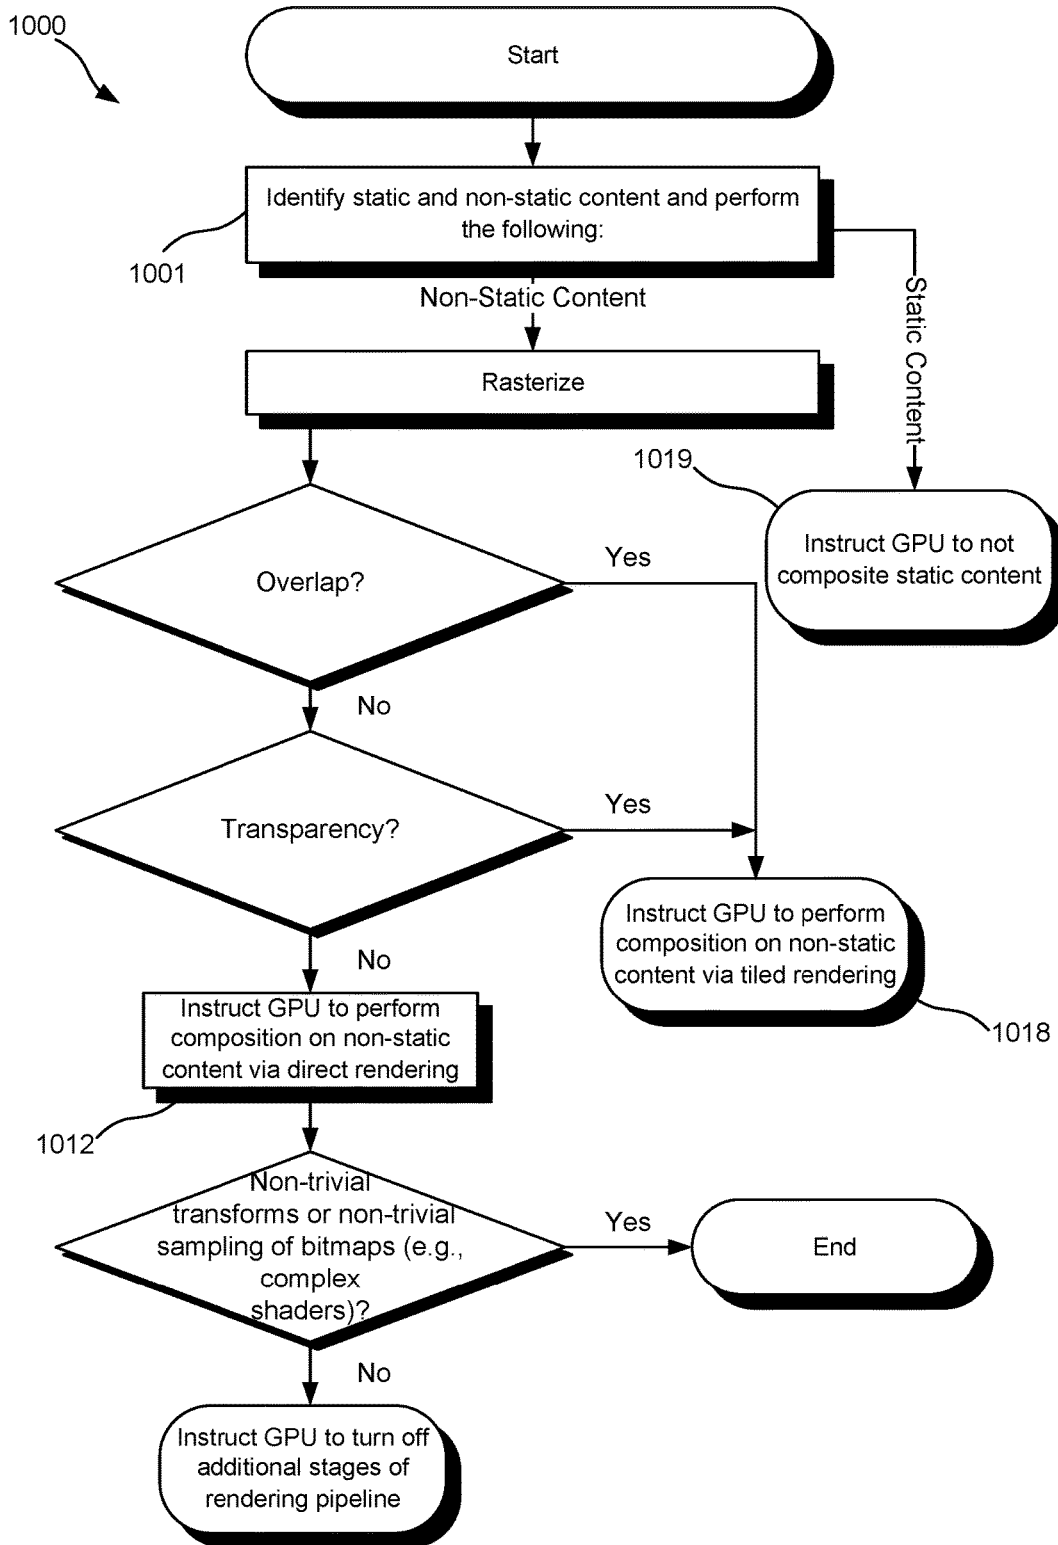 1000
Start
Identify static and non-static content and perform
the following:
1001
Non-Static Content
Static Content
Rasterize
1019
Instruct GPU to not
composite static content
Overlap?
Yes
No
Transparency?
Yes
Instruct GPU to perform
composition on non-static
content via tiled rendering
1018
No
Instruct GPU to perform
composition on non-static
content via direct rendering
1012
Non-trivial
transforms or non-trivial
sampling of bitmaps (e.g.,
complex
shaders)?
Yes
End
No
Instruct GPU to turn off
additional stages of
rendering pipeline